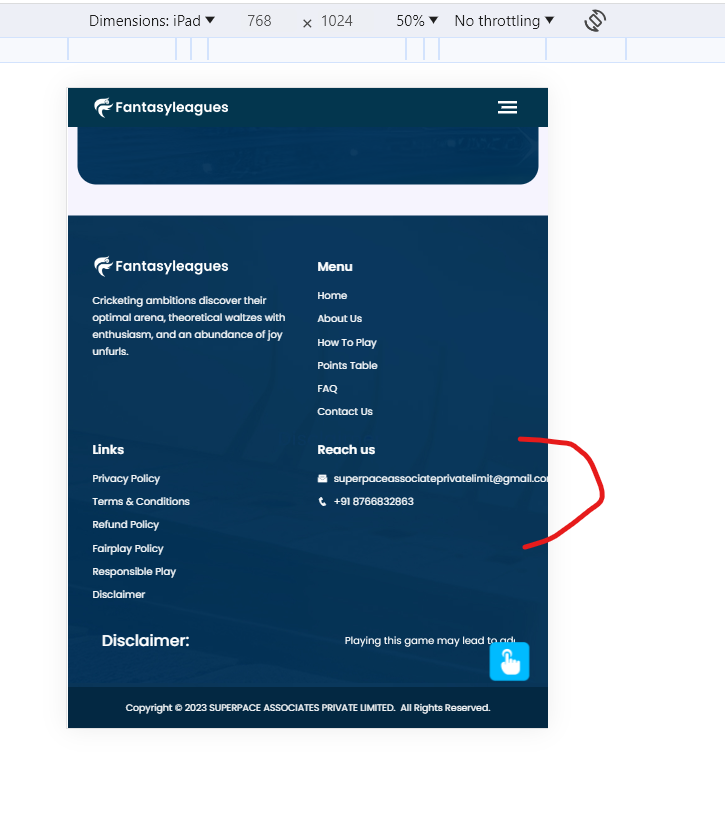 Dimensions: iPad 768 × 1024 50% No throttling
Fantasyleagues
Fantasyleagues
Cricketing ambitions discover their
optimal arena, theoretical waltzes with
enthusiasm, and an abundance of joy
unfurls.
Menu
Home
About Us
How To Play
Points Table
FAQ
Contact Us
Links
Privacy Policy
Terms & Conditions
Refund Policy
Fairplay Policy
Responsible Play
Disclaimer
Reach us
superpaceassociateprivatelimit@gmail.co
+91 8766832863
Disclaimer:
Playing this game may lead to
Copyright © 2023 SUPERPACE ASSOCIATES PRIVATE LIMITED. All Rights Reserved.